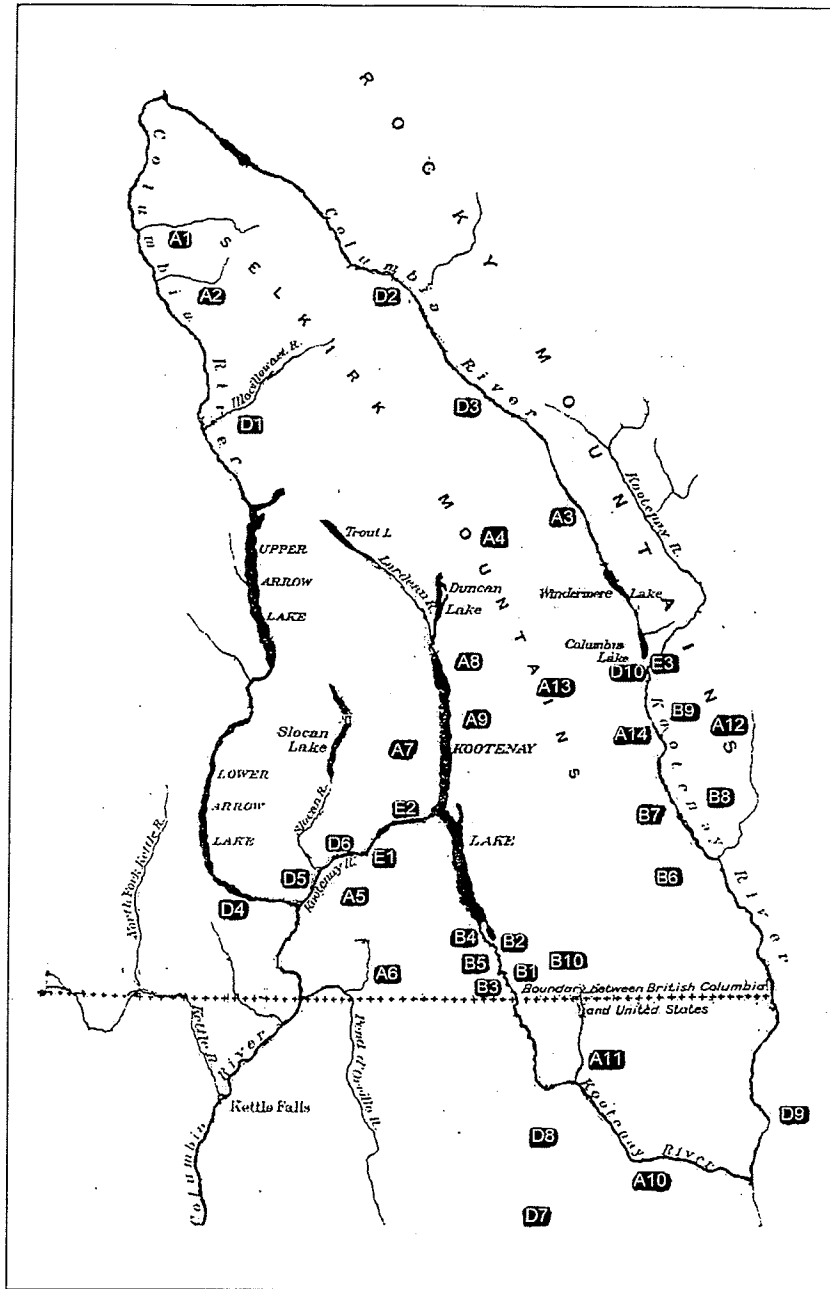 ROCKY MOUNTAINS
Columbia River
Columbia River
A1
SELKIRK MOUNTAINS
A2
D2
Illecillewaet R.
D1
D3
Kootenay R.
A3
A4
Trout L
UPPER
ARROW
LAKE
Lardeau R.
Duncan
Lake
Windermere Lake
Columbus
Lake
E3
D10
A8
A13
B9
A12
A9
A14
Slocan
Lake
A7
KOOTENAY
LAKE
Kootenay River
LOWER
ARROW
LAKE
B8
B7
E2
North Fork Kettle R.
Slocan R.
D6
E1
D5
Kootenay R.
A5
B6
D4
B4
B2
B5
B10
B1
A6
B3
Boundary between British Columbia
and United States
Kettle R.
River
Pend d'Oreille R.
A11
Kettle Falls
Columbia
Kootenay River
D9
D8
A10
D7